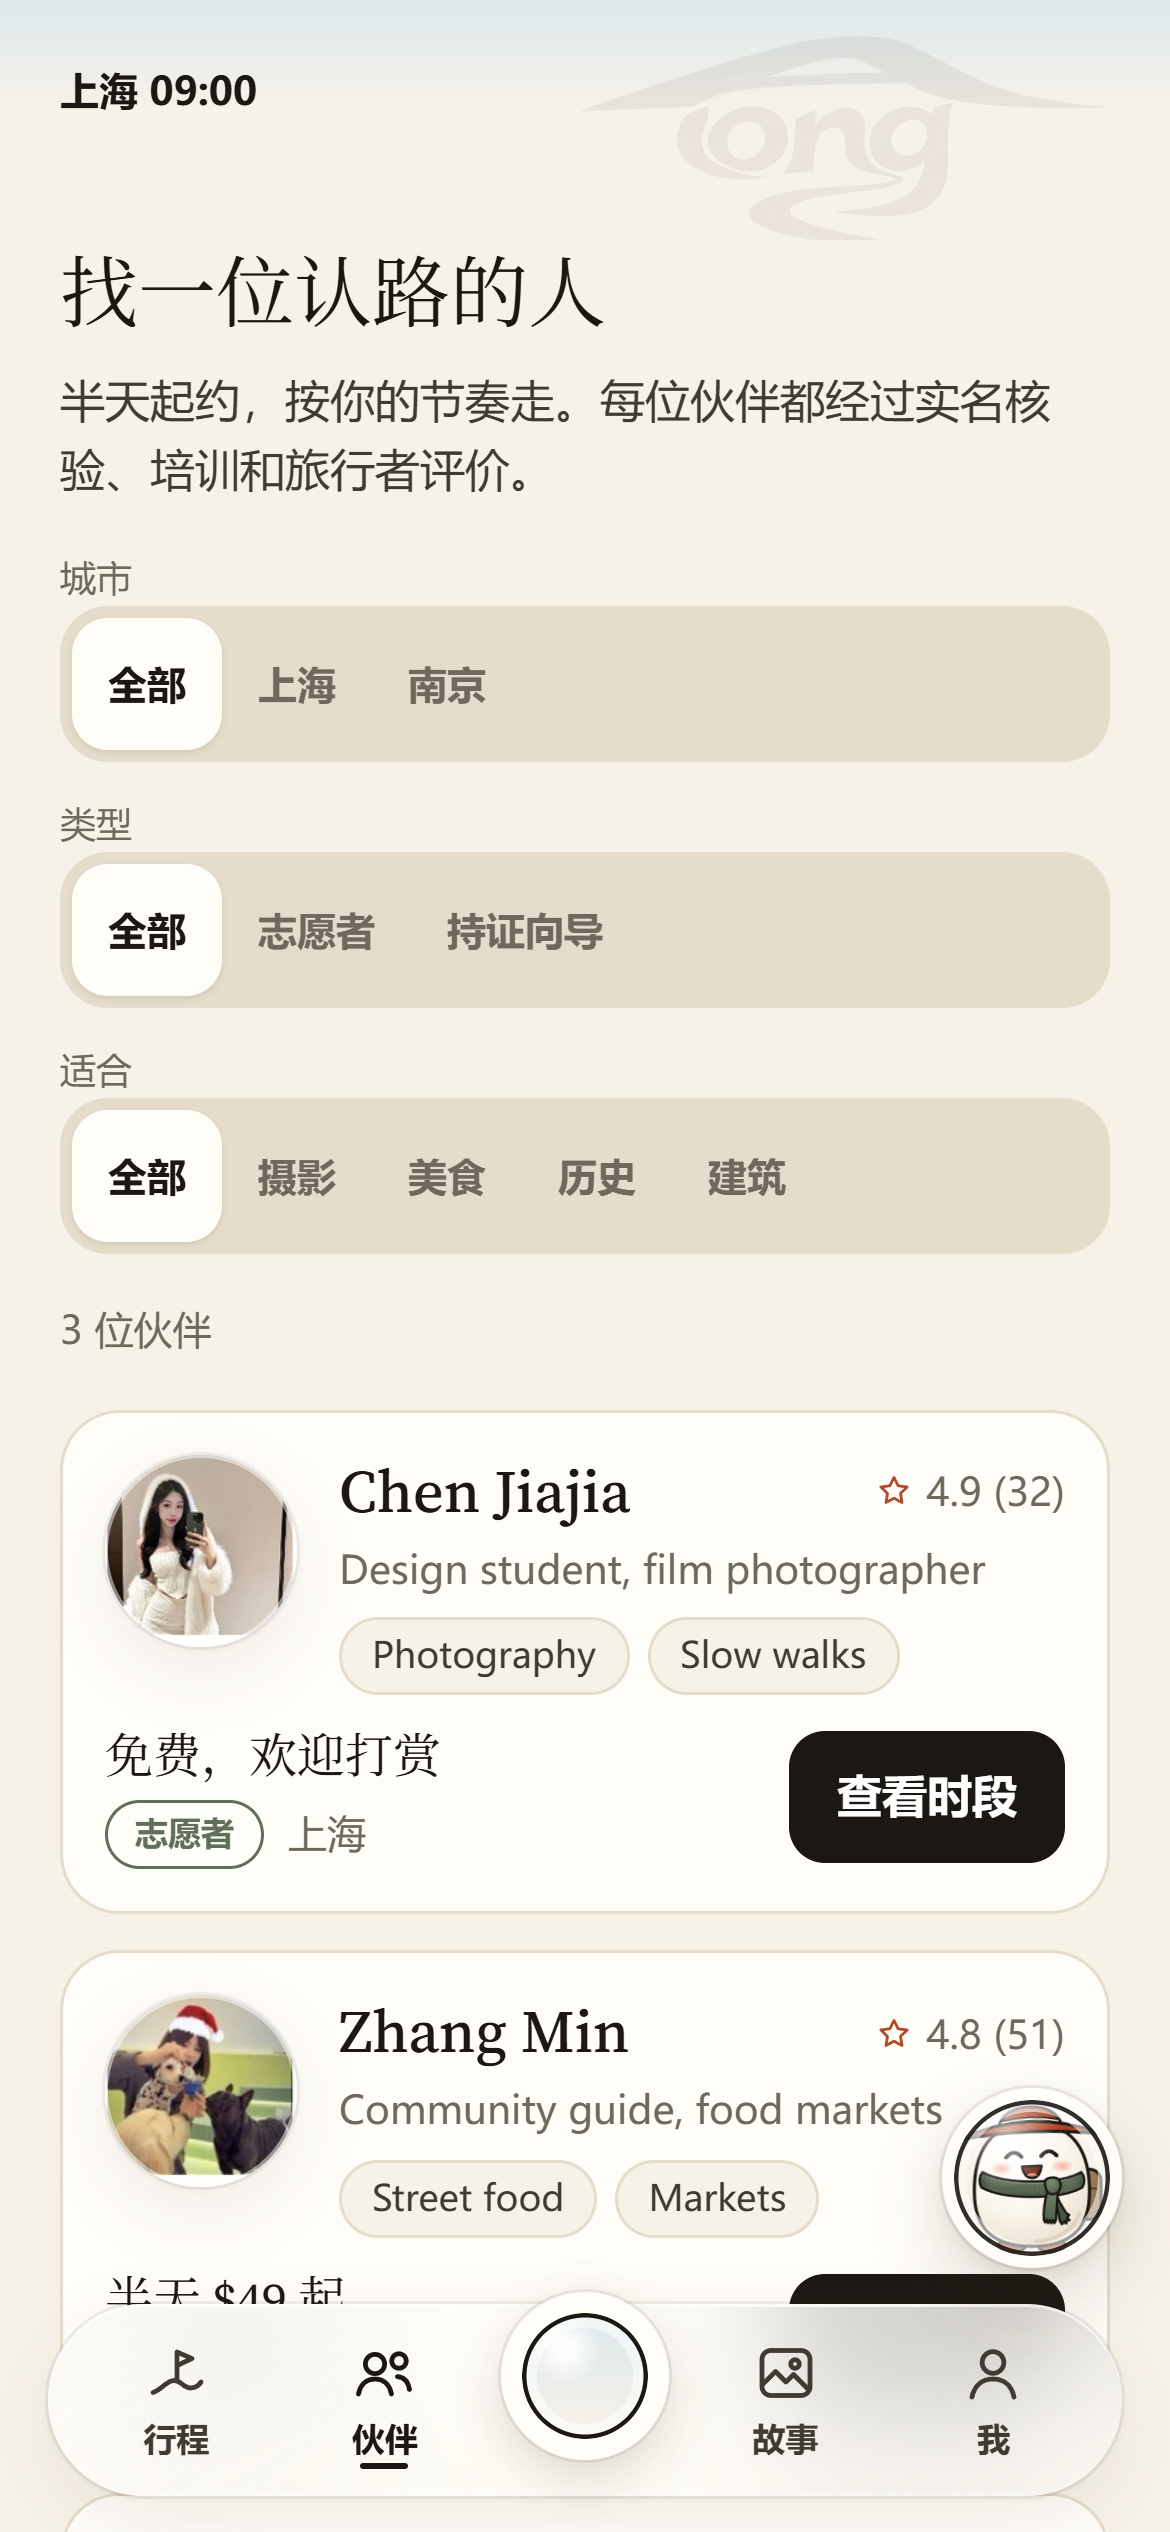 上海 09:00
tong
找一位认路的人
半天起约，按你的节奏走。每位伙伴都经过实名核
验、培训和旅行者评价。
城市
全部 上海 南京
类型
全部 志愿者 持证向导
适合
全部 摄影 美食 历史 建筑
3 位伙伴
Chen Jiajia 4.9 (32)
Design student, film photographer
Photography Slow walks
免费，欢迎打赏
查看时段
志愿者 上海
Zhang Min 4.8 (51)
Community guide, food markets
Street food Markets
半天 $49 起
行程 伙伴 故事 我